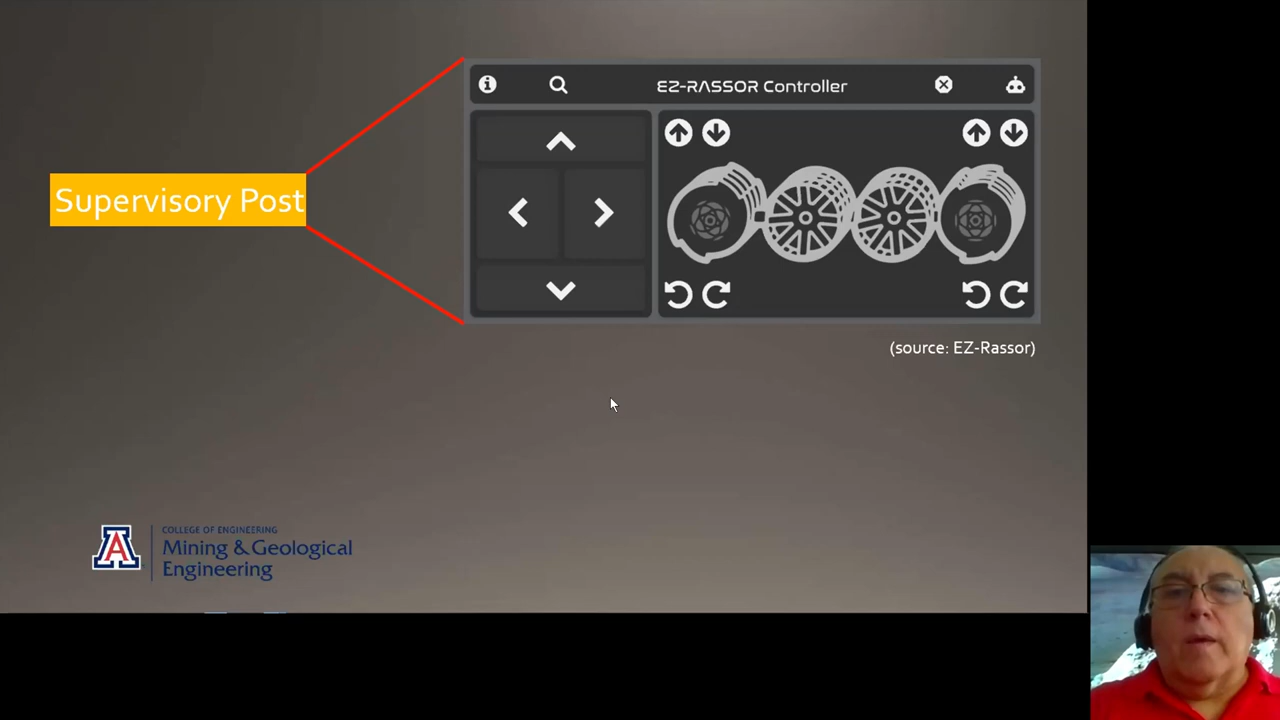 EZ-RASSOR Controller
Supervisory Post
(source: EZ-Rassor)
COLLEGE OF ENGINEERING
Mining & Geological
Engineering